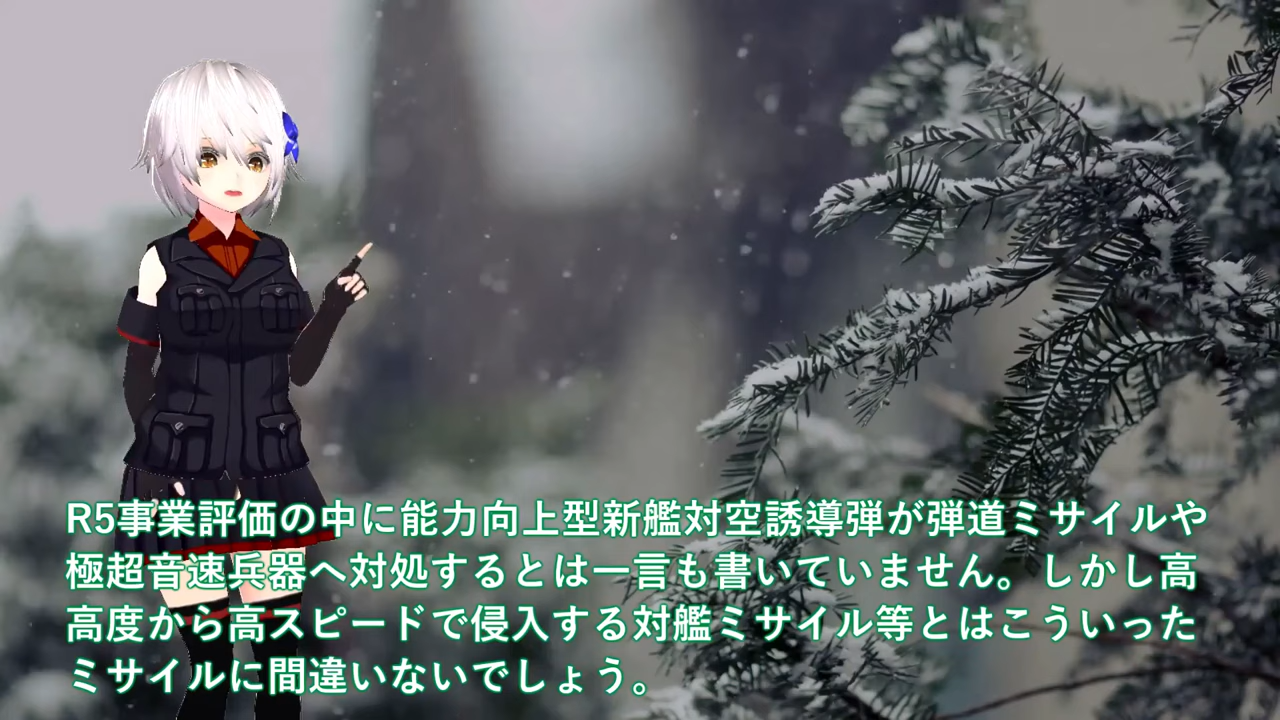 R5事業評価の中に能力向上型新艦対空誘導弾が弾道ミサイルや
極超音速兵器へ対処するとは一言も書いていません。しかし高
高度から高スピードで侵入する対艦ミサイル等とはこういった
ミサイルに間違いないでしょう。